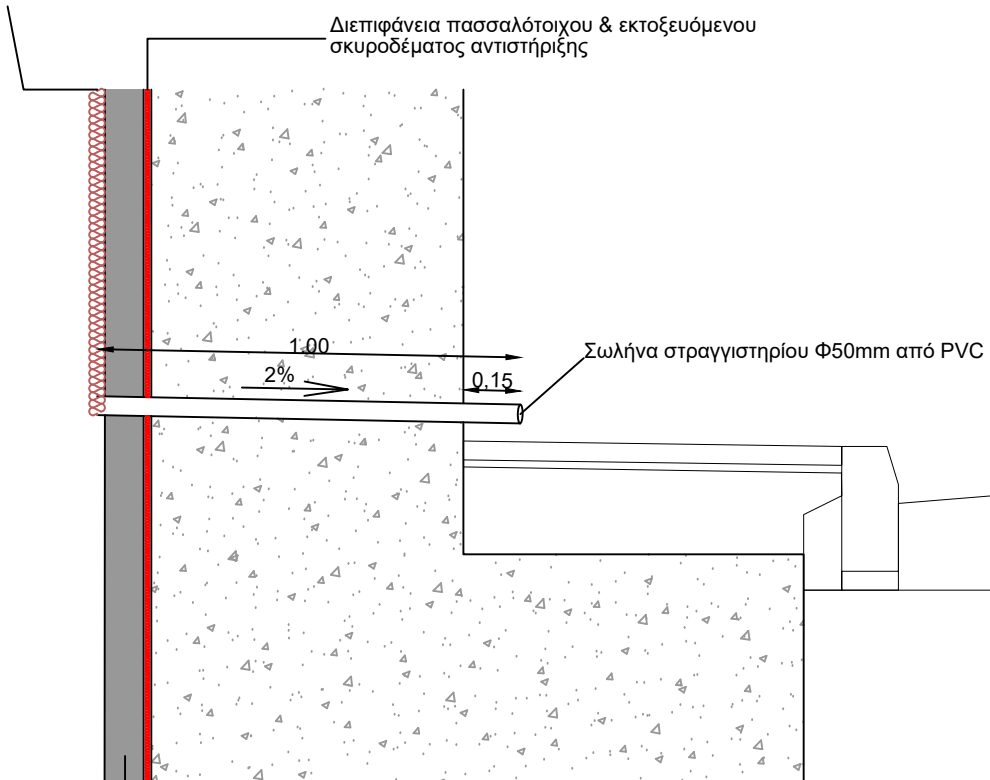 Διεπιφάνεια πασσαλότοιχου & εκτοξευόμενου
σκυροδέματος αντιστήριξης
1.00
Σωλήνα στραγγιστηρίου Φ50mm από PVC
2%
0,15